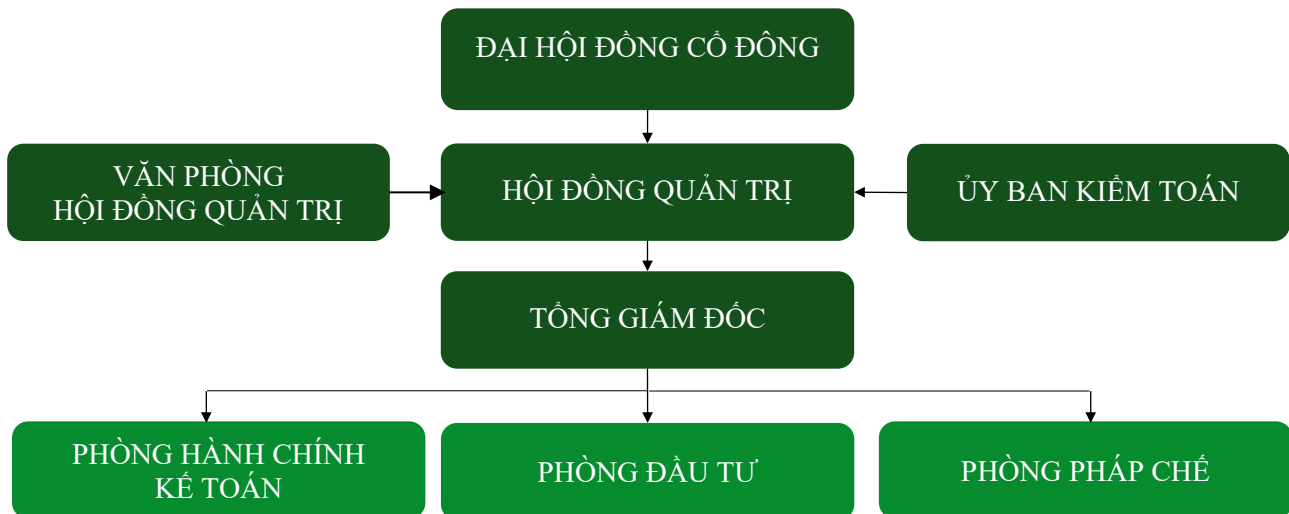 ĐẠI HỘI ĐỒNG CỔ ĐÔNG
VĂN PHÒNG
HỘI ĐỒNG QUẢN TRỊ
HỘI ĐỒNG QUẢN TRỊ
ỦY BAN KIỂM TOÁN
TỔNG GIÁM ĐỐC
PHÒNG HÀNH CHÍNH
KẾ TOÁN
PHÒNG ĐẦU TƯ
PHÒNG PHÁP CHẾ